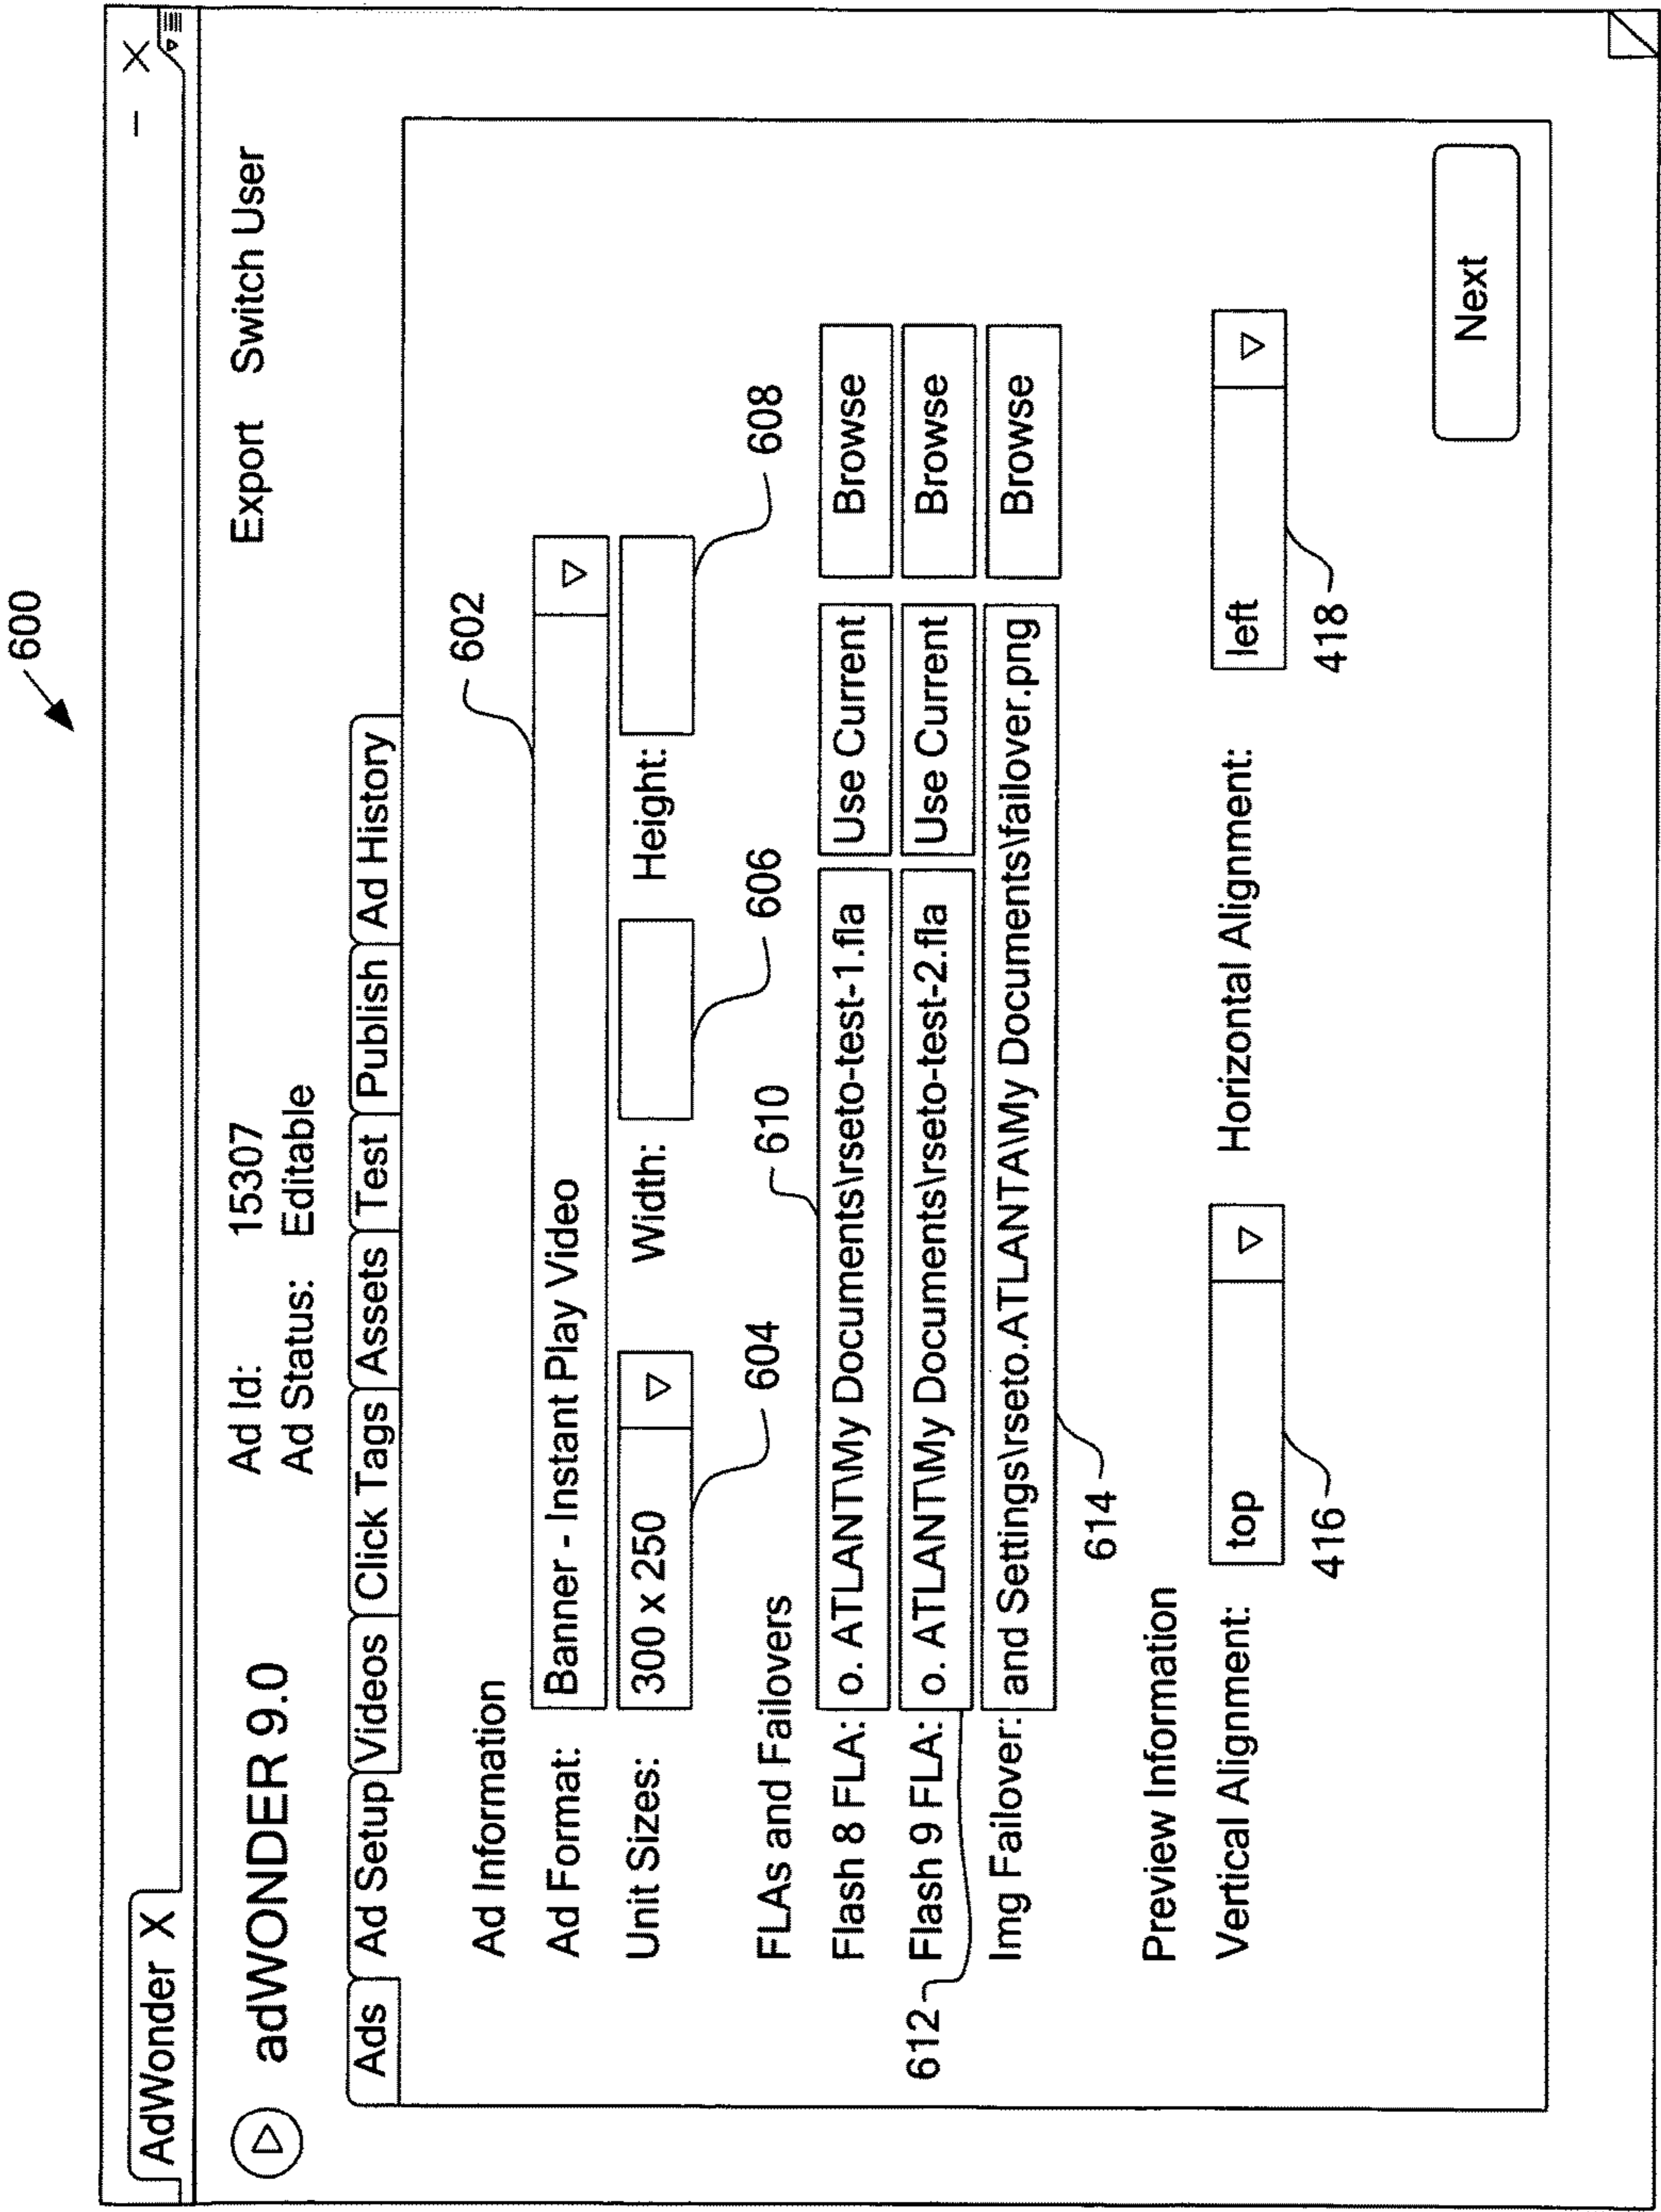 600
AdWonder X
- X
adWONDER 9.0
Ad Id: 15307
Export Switch User
Ad Status: Editable
Ads Ad Setup Videos Click Tags Assets Test Publish Ad History
Ad Information
602
Ad Format: Banner - Instant Play Video
Unit Sizes: 300 x 250 Width: Height:
604 606 608
FLAs and Failovers
610
Flash 8 FLA: o. ATLANT\My Documents\rseto-test-1.fla Use Current Browse
612 Flash 9 FLA: o. ATLANT\My Documents\rseto-test-2.fla Use Current Browse
Img Failover: and Settings\rseto.ATLANTA\My Documents\failover.png Browse
614
Preview Information
Vertical Alignment: top Horizontal Alignment: left
416 418
Next